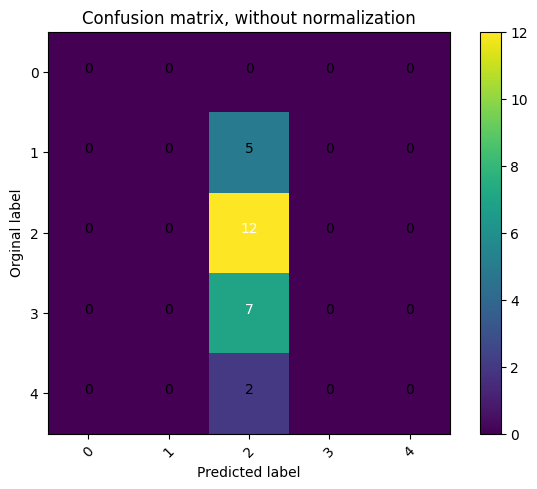 Confusion matrix, without normalization
12
0 0 0 0 0 0
10
1 0 0 5 0 0
8
Orginal label
2 0 0 12 0 0
6
3 0 0 7 0 0
4
4 0 0 2 0 0
2
0
0 1 2 3 4
Predicted label